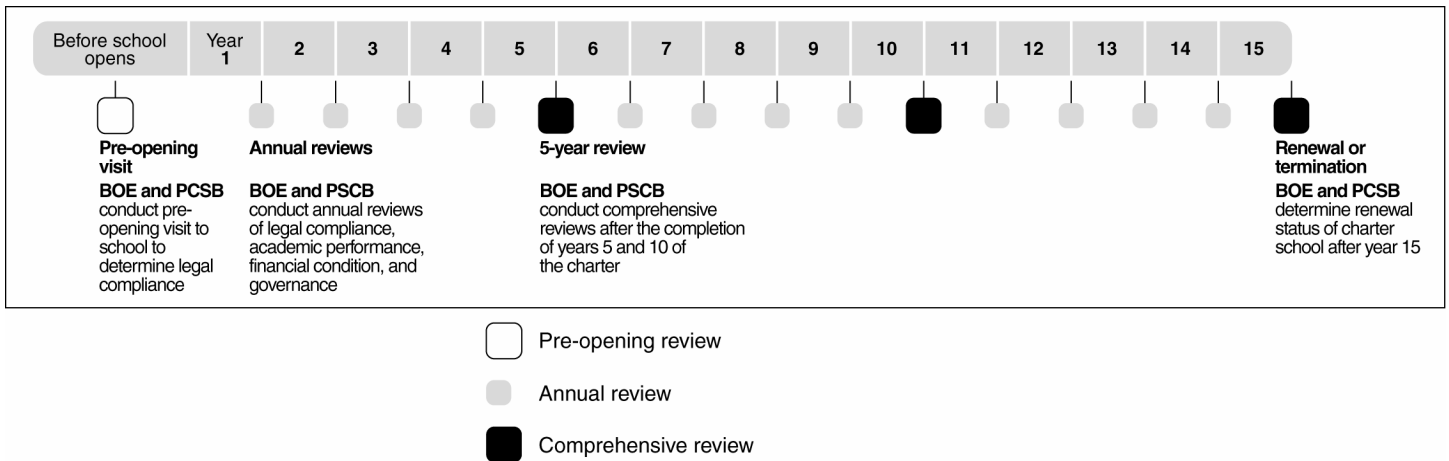 Before school
opens
Year
1
2
3
4
5
6
7
8
9
10
11
12
13
14
15
Pre-opening
visit
BOE and PCSB
conduct pre-
opening visit to
school to
determine legal
compliance
Annual reviews
BOE and PSCB
conduct annual reviews
of legal compliance,
academic performance,
financial condition, and
governance
5-year review
BOE and PSCB
conduct comprehensive
reviews after the completion
of years 5 and 10 of
the charter
Renewal or
termination
BOE and PCSB
determine renewal
status of charter
school after year 15
Pre-opening review
Annual review
Comprehensive review